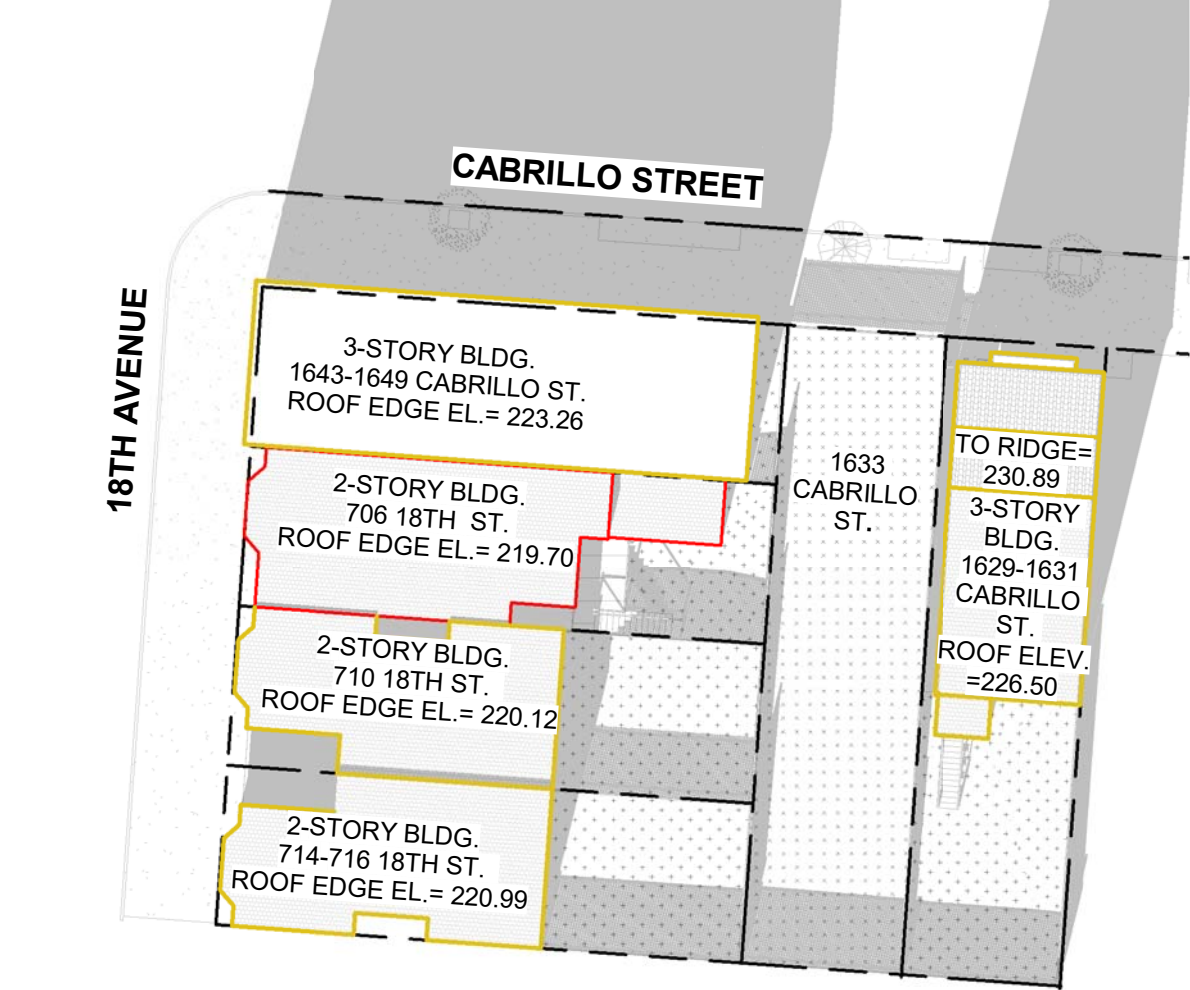 CABRILLO STREET
18TH AVENUE
3-STORY BLDG.
1643-1649 CABRILLO ST.
ROOF EDGE EL.= 223.26
2-STORY BLDG.
706 18TH  ST.
ROOF EDGE EL.= 219.70
2-STORY BLDG.
710 18TH ST.
ROOF EDGE EL.= 220.12
2-STORY BLDG.
714-716 18TH ST.
ROOF EDGE EL.= 220.99
1633
CABRILLO
ST.
TO RIDGE=
230.89
3-STORY
BLDG.
1629-1631
CABRILLO
ST.
ROOF ELEV.
=226.50